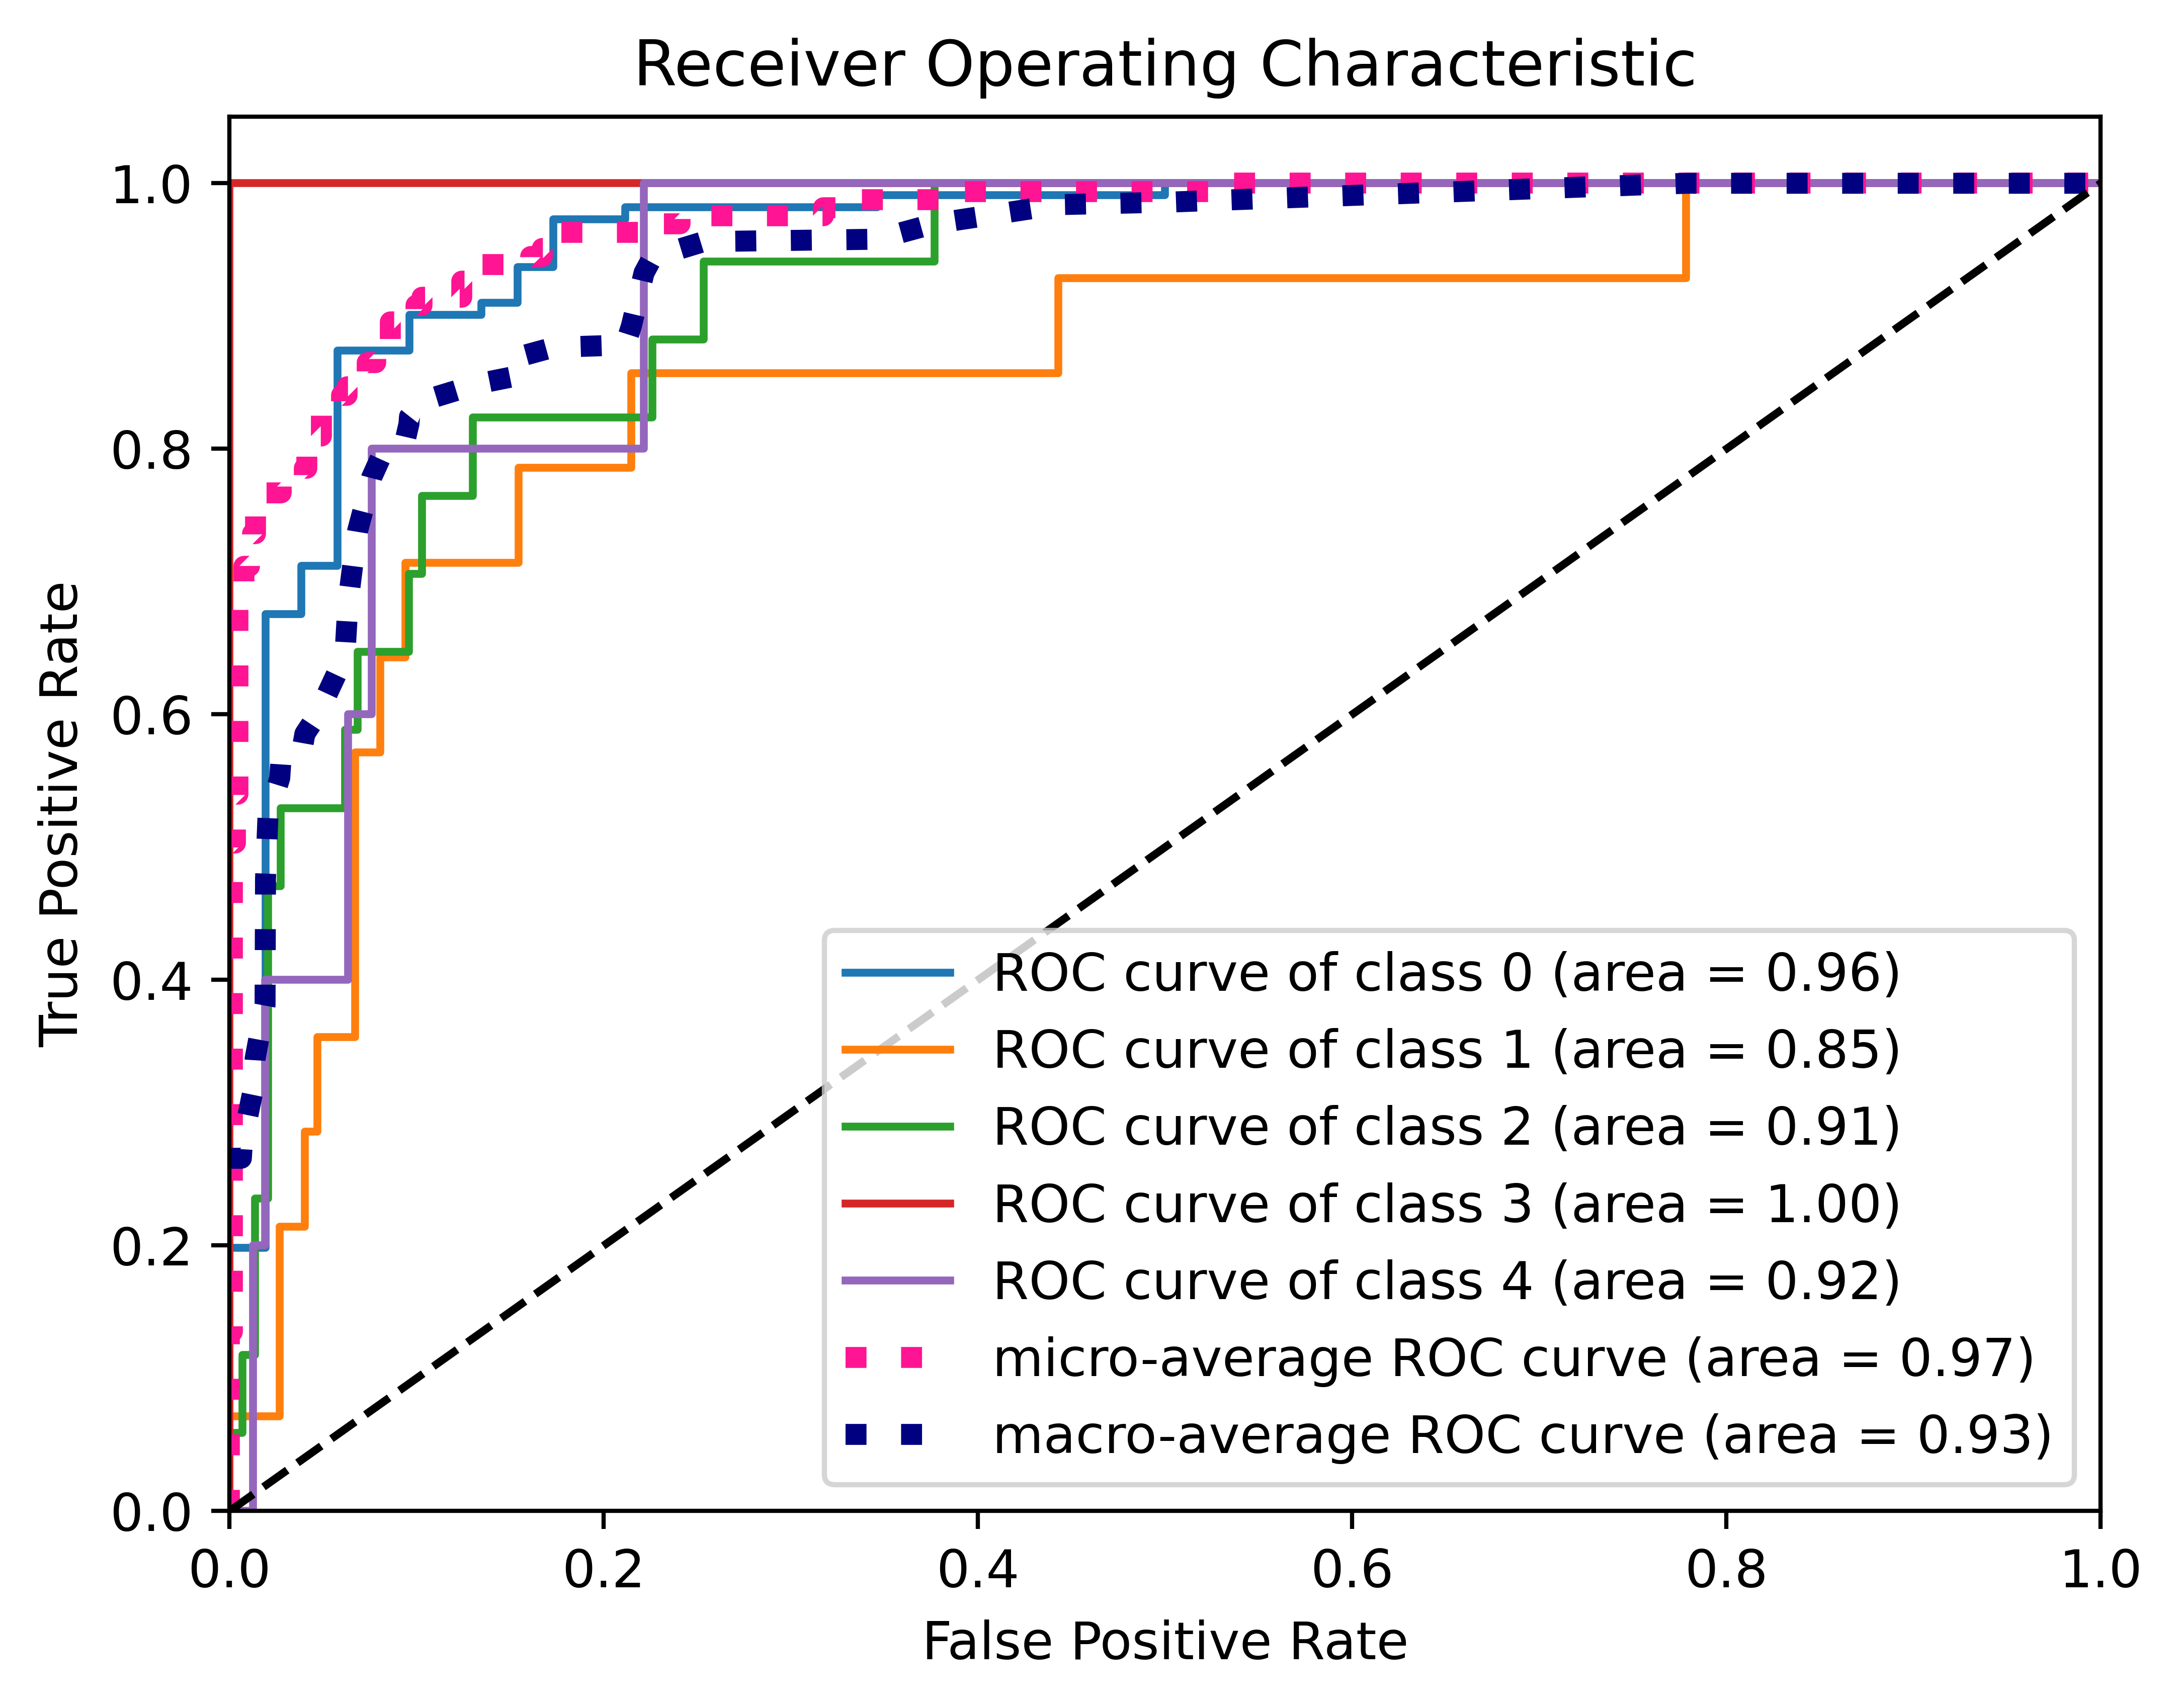 Receiver Operating Characteristic
1.0
0.8
0.6
0.4
0.2
0.0
True Positive Rate
ROC curve of class 0 (area = 0.96)
ROC curve of class 1 (area = 0.85)
ROC curve of class 2 (area = 0.91)
ROC curve of class 3 (area = 1.00)
ROC curve of class 4 (area = 0.92)
micro-average ROC curve (area = 0.97)
macro-average ROC curve (area = 0.93)
0.0 0.2 0.4 0.6 0.8 1.0
False Positive Rate